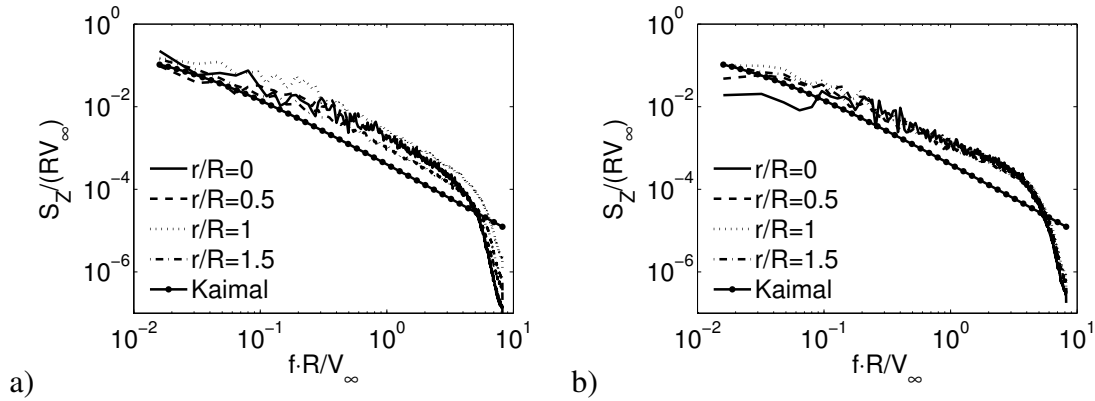 10^0
10^-2
10^-4
10^-6
S_Z/(RV_∞)
r/R=0
r/R=0.5
r/R=1
r/R=1.5
Kaimal
10^-2 10^-1 10^0 10^1
f·R/V_∞
a)
10^0
10^-2
10^-4
10^-6
S_Z/(RV_∞)
r/R=0
r/R=0.5
r/R=1
r/R=1.5
Kaimal
10^-2 10^-1 10^0 10^1
f·R/V_∞
b)